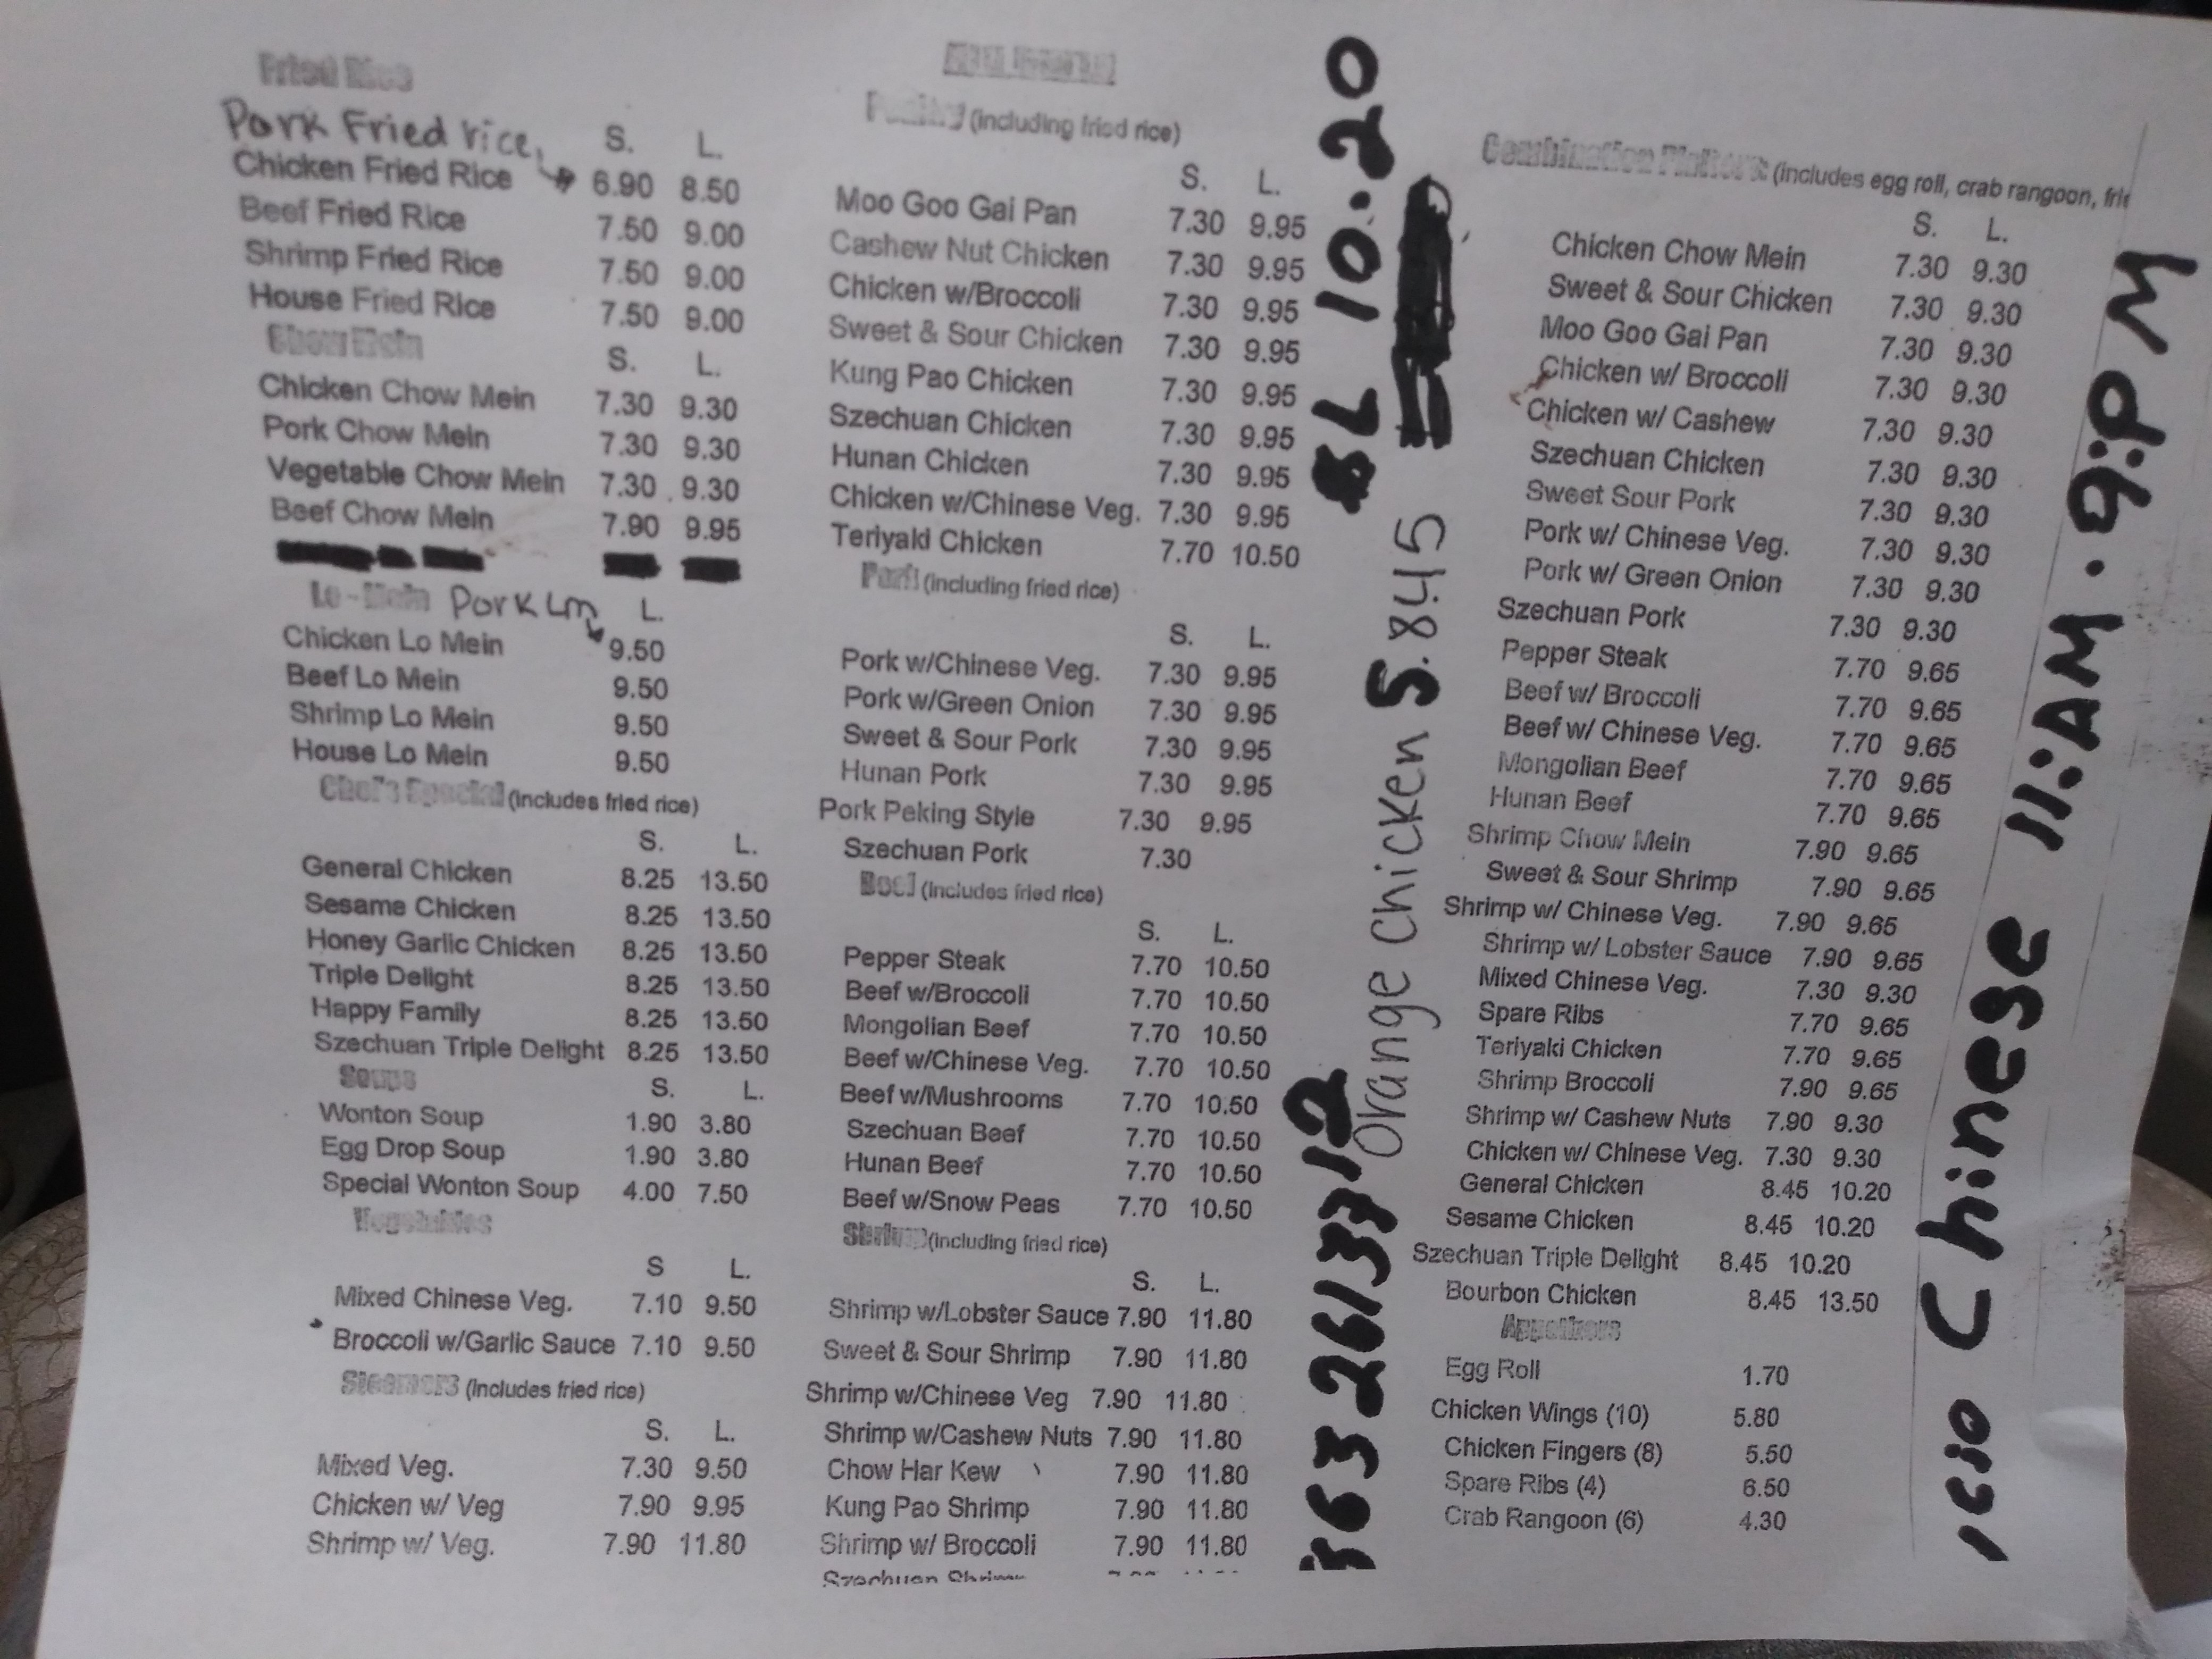 Fried Rice
Pork Fried rice
S. L.
Chicken Fried Rice 6.90 8.50
Beef Fried Rice 7.50 9.00
Shrimp Fried Rice 7.50 9.00
House Fried Rice 7.50 9.00
Chow Mein
S. L.
Chicken Chow Mein 7.30 9.30
Pork Chow Mein 7.30 9.30
Vegetable Chow Mein 7.30 9.30
Beef Chow Mein 7.90 9.95
Lo-Mein Pork Lm L.
Chicken Lo Mein 9.50
Beef Lo Mein 9.50
Shrimp Lo Mein 9.50
House Lo Mein 9.50
Chef's Special (includes fried rice)
S. L.
General Chicken 8.25 13.50
Sesame Chicken 8.25 13.50
Honey Garlic Chicken 8.25 13.50
Triple Delight 8.25 13.50
Happy Family 8.25 13.50
Szechuan Triple Delight 8.25 13.50
Soups
S. L.
Wonton Soup 1.90 3.80
Egg Drop Soup 1.90 3.80
Special Wonton Soup 4.00 7.50
Vegetables
S L.
Mixed Chinese Veg. 7.10 9.50
Broccoli w/Garlic Sauce 7.10 9.50
Steamers (includes fried rice)
S. L.
Mixed Veg. 7.30 9.50
Chicken w/ Veg 7.90 9.95
Shrimp w/ Veg. 7.90 11.80
Poultry (including fried rice)
S. L.
Moo Goo Gai Pan 7.30 9.95
Cashew Nut Chicken 7.30 9.95
Chicken w/Broccoli 7.30 9.95
Sweet & Sour Chicken 7.30 9.95
Kung Pao Chicken 7.30 9.95
Szechuan Chicken 7.30 9.95
Hunan Chicken 7.30 9.95
Chicken w/Chinese Veg. 7.30 9.95
Teriyaki Chicken 7.70 10.50
Pork (including fried rice)
S. L.
Pork w/Chinese Veg. 7.30 9.95
Pork w/Green Onion 7.30 9.95
Sweet & Sour Pork 7.30 9.95
Hunan Pork 7.30 9.95
Pork Peking Style 7.30 9.95
Szechuan Pork 7.30
Beef (includes fried rice)
S. L.
Pepper Steak 7.70 10.50
Beef w/Broccoli 7.70 10.50
Mongolian Beef 7.70 10.50
Beef w/Chinese Veg. 7.70 10.50
Beef w/Mushrooms 7.70 10.50
Szechuan Beef 7.70 10.50
Hunan Beef 7.70 10.50
Beef w/Snow Peas 7.70 10.50
Shrimp (including fried rice)
S. L.
Shrimp w/Lobster Sauce 7.90 11.80
Sweet & Sour Shrimp 7.90 11.80
Shrimp w/Chinese Veg 7.90 11.80
Shrimp w/Cashew Nuts 7.90 11.80
Chow Har Kew 7.90 11.80
Kung Pao Shrimp 7.90 11.80
Shrimp w/ Broccoli 7.90 11.80
Szechuan Shrimp
L 10.20
Orange chicken S. 8.45
Combination Platters (includes egg roll, crab rangoon,
S. L.
Chicken Chow Mein 7.30 9.30
Sweet & Sour Chicken 7.30 9.30
Moo Goo Gai Pan 7.30 9.30
Chicken w/ Broccoli 7.30 9.30
Chicken w/ Cashew 7.30 9.30
Szechuan Chicken 7.30 9.30
Sweet Sour Pork 7.30 9.30
Pork w/ Chinese Veg. 7.30 9.30
Pork w/ Green Onion 7.30 9.30
Szechuan Pork 7.30 9.30
Pepper Steak 7.70 9.65
Beef w/ Broccoli 7.70 9.65
Beef w/ Chinese Veg. 7.70 9.65
Mongolian Beef 7.70 9.65
Hunan Beef 7.70 9.65
Shrimp Chow Mein 7.90 9.65
Sweet & Sour Shrimp 7.90 9.65
Shrimp w/ Chinese Veg. 7.90 9.65
Shrimp w/ Lobster Sauce 7.90 9.65
Mixed Chinese Veg. 7.30 9.30
Spare Ribs 7.70 9.65
Teriyaki Chicken 7.70 9.65
Shrimp Broccoli 7.90 9.65
Shrimp w/ Cashew Nuts 7.90 9.30
Chicken w/ Chinese Veg. 7.30 9.30
General Chicken 8.45 10.20
Sesame Chicken 8.45 10.20
Szechuan Triple Delight 8.45 10.20
Bourbon Chicken 8.45 13.50
Appetizers
Egg Roll 1.70
Chicken Wings (10) 5.80
Chicken Fingers (8) 5.50
Spare Ribs (4) 6.50
Crab Rangoon (6) 4.30
Chinese 11:AM. 9:PM